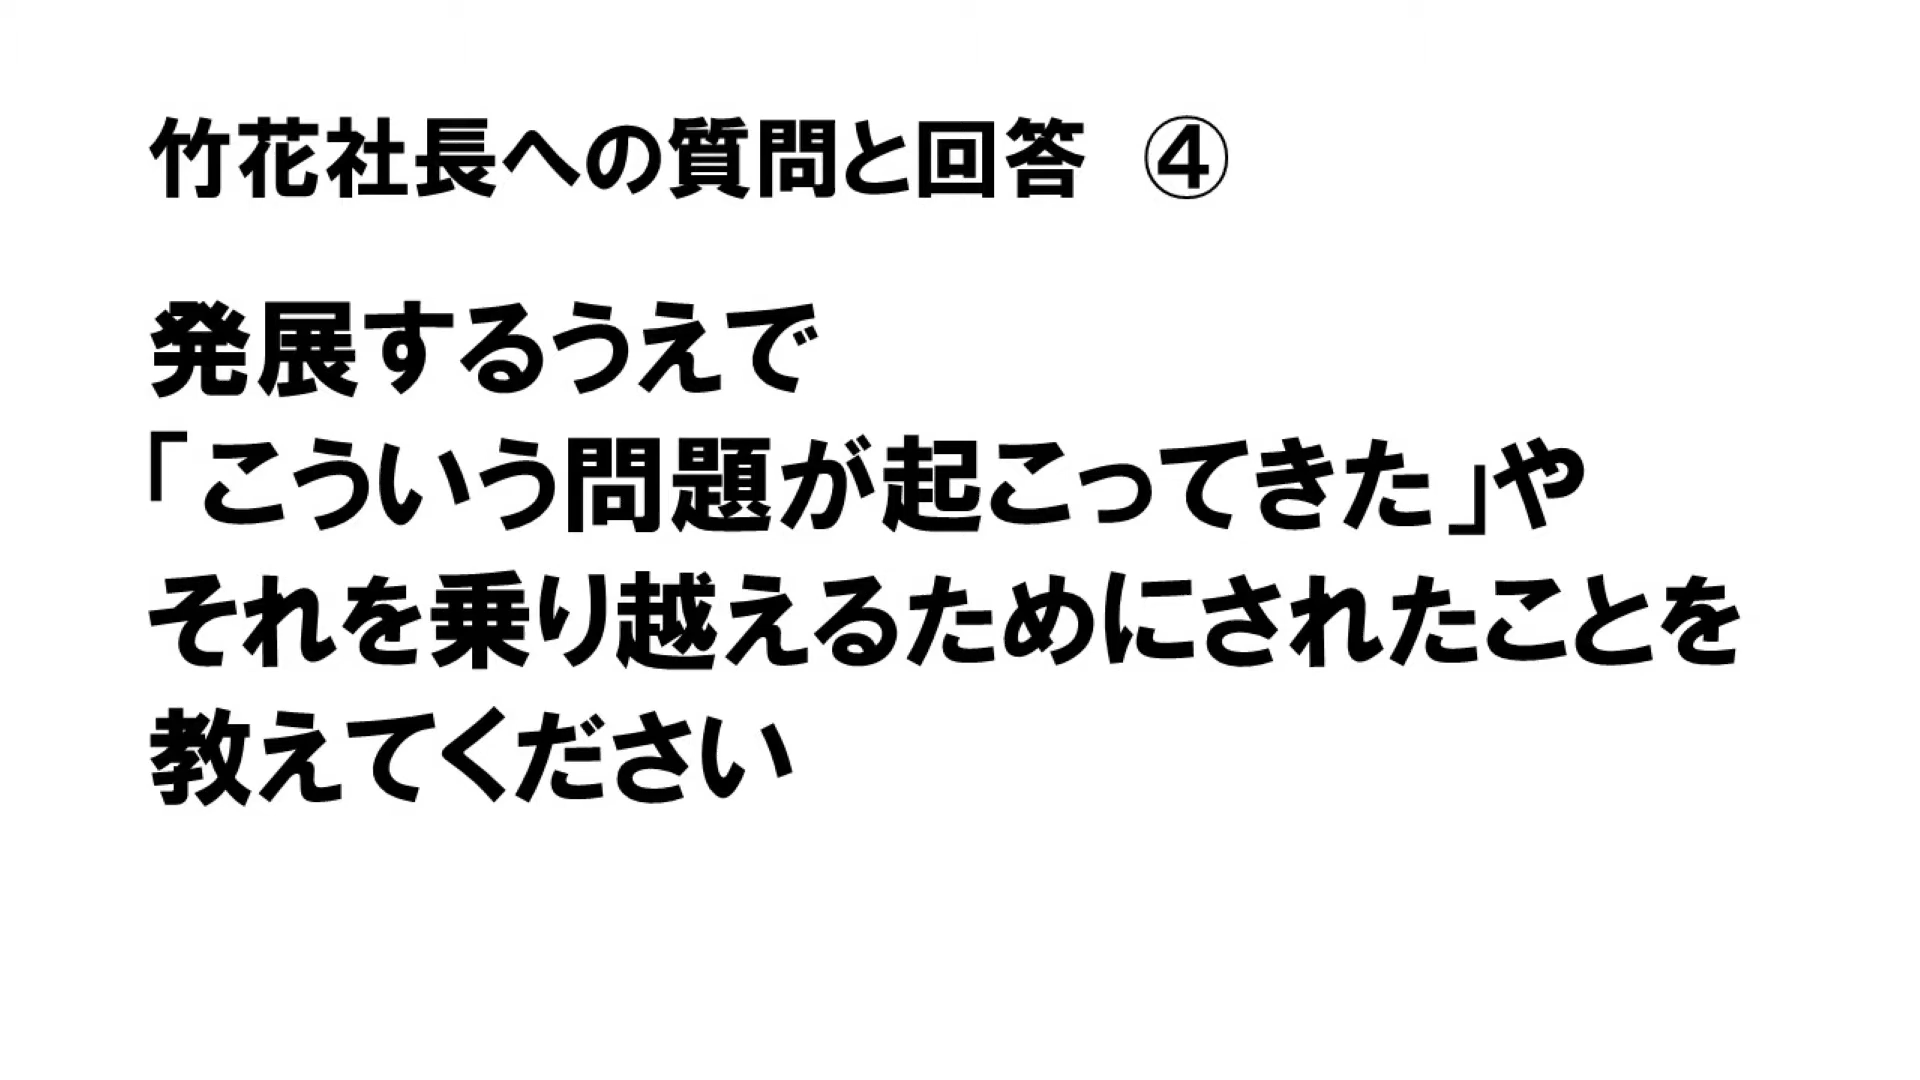 竹花社長への質問と回答　④
発展するうえで
「こういう問題が起こってきた」や
それを乗り越えるためにされたことを
教えてください